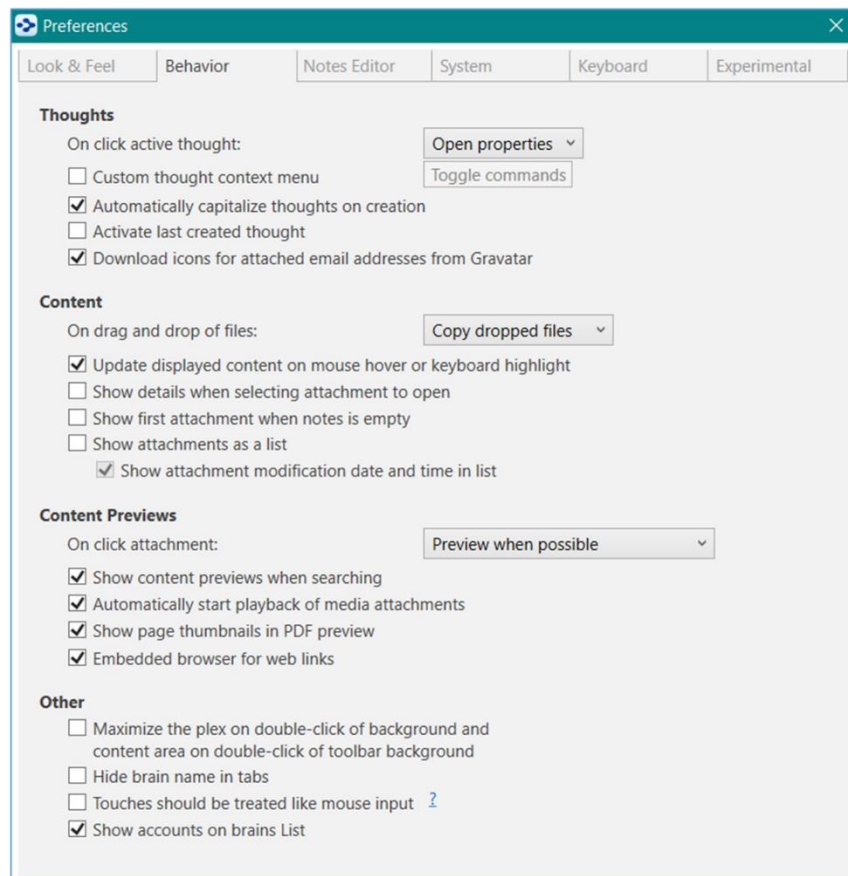 Preferences
Look & Feel Behavior Notes Editor System Keyboard Experimental
Thoughts
On click active thought: Open properties
Custom thought context menu Toggle commands
Automatically capitalize thoughts on creation
Activate last created thought
Download icons for attached email addresses from Gravatar
Content
On drag and drop of files: Copy dropped files
Update displayed content on mouse hover or keyboard highlight
Show details when selecting attachment to open
Show first attachment when notes is empty
Show attachments as a list
Show attachment modification date and time in list
Content Previews
On click attachment: Preview when possible
Show content previews when searching
Automatically start playback of media attachments
Show page thumbnails in PDF preview
Embedded browser for web links
Other
Maximize the plex on double-click of background and
content area on double-click of toolbar background
Hide brain name in tabs
Touches should be treated like mouse input ?
Show accounts on brains List